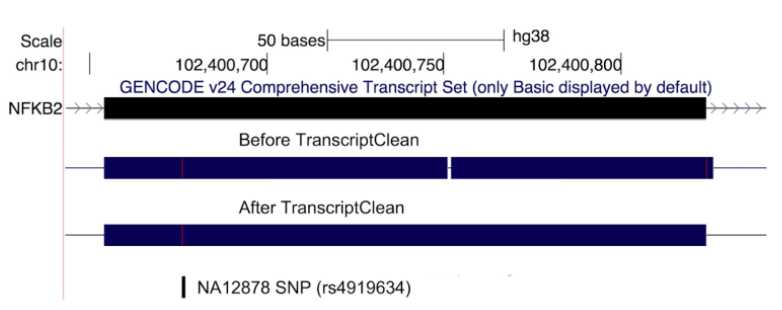 Scale 50 bases hg38
chr10: 102,400,700 102,400,750 102,400,800
GENCODE v24 Comprehensive Transcript Set (only Basic displayed by default)
NFKB2
Before TranscriptClean
After TranscriptClean
NA12878 SNP (rs4919634)